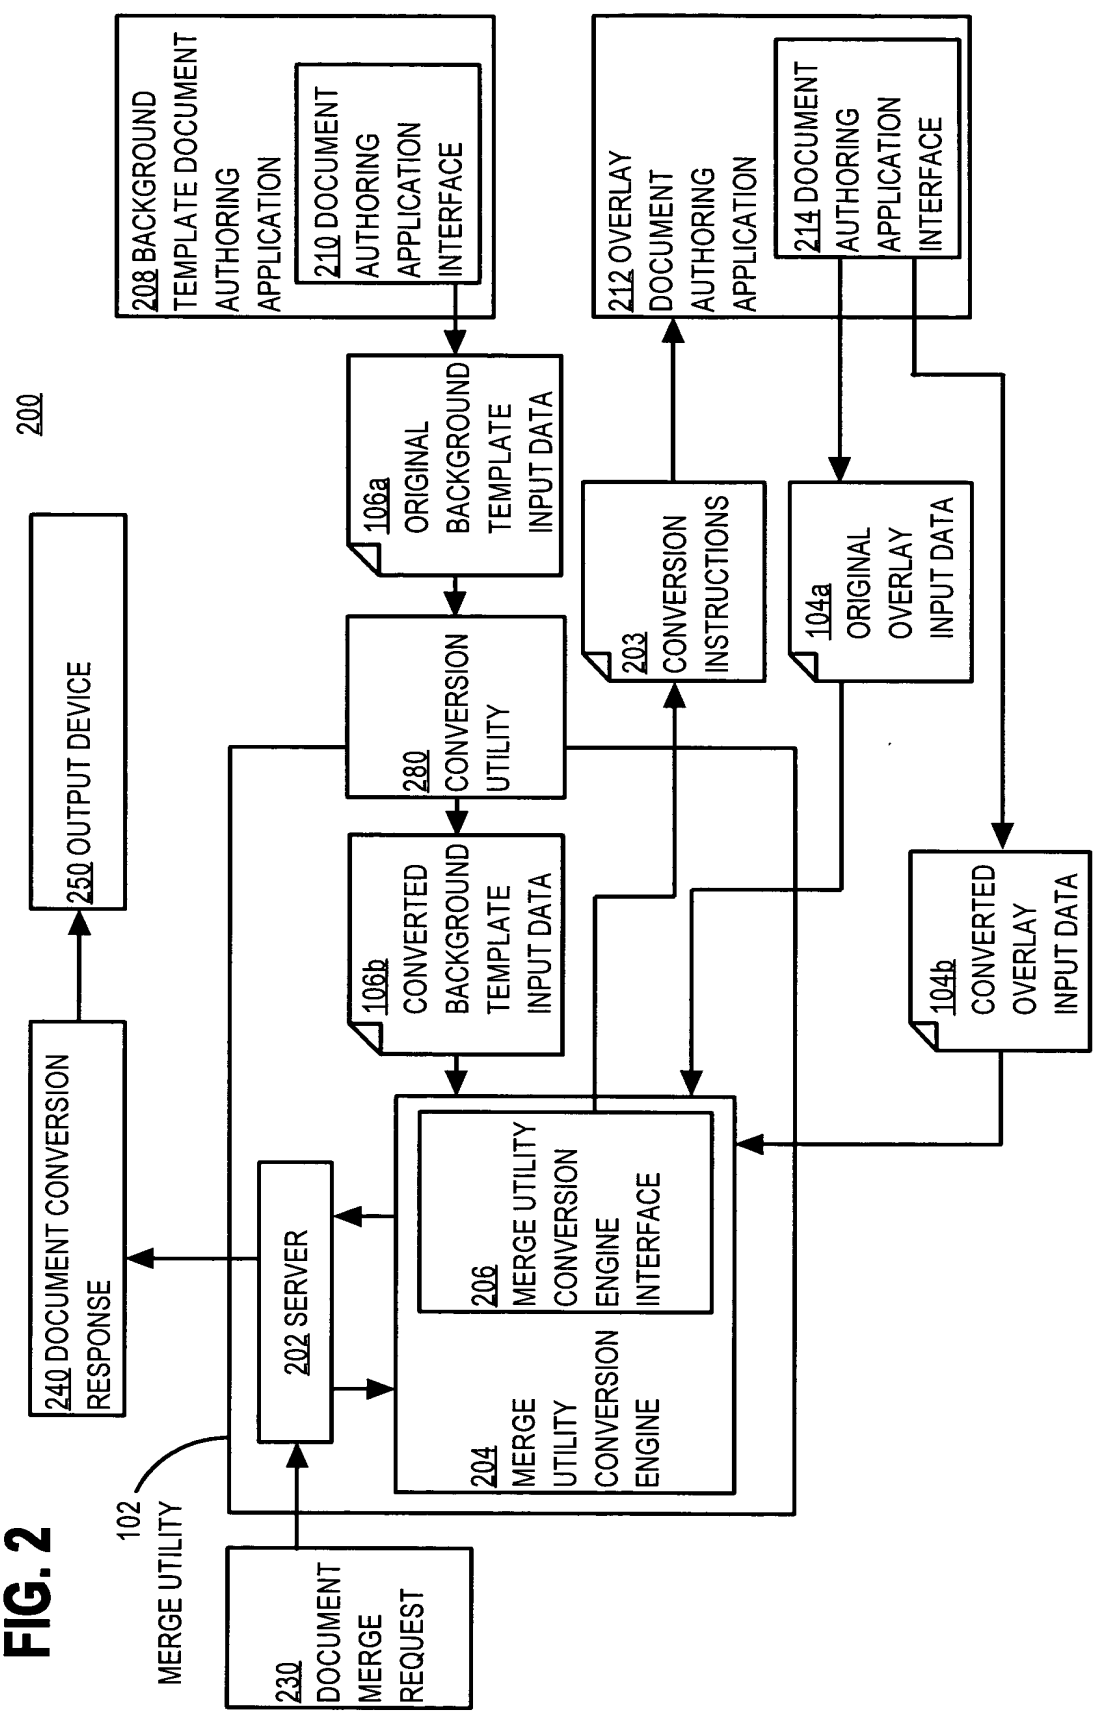 FIG. 2
200
102
MERGE UTILITY
230
DOCUMENT
MERGE
REQUEST
240 DOCUMENT CONVERSION
RESPONSE
250 OUTPUT DEVICE
202 SERVER
204
MERGE
UTILITY
CONVERSION
ENGINE
206
MERGE UTILITY
CONVERSION
ENGINE
INTERFACE
106b
CONVERTED
BACKGROUND
TEMPLATE
INPUT DATA
280
CONVERSION
UTILITY
106a
ORIGINAL
BACKGROUND
TEMPLATE
INPUT DATA
208 BACKGROUND
TEMPLATE DOCUMENT
AUTHORING
APPLICATION
210 DOCUMENT
AUTHORING
APPLICATION
INTERFACE
203
CONVERSION
INSTRUCTIONS
212 OVERLAY
DOCUMENT
AUTHORING
APPLICATION
214 DOCUMENT
AUTHORING
APPLICATION
INTERFACE
104a
ORIGINAL
OVERLAY
INPUT DATA
104b
CONVERTED
OVERLAY
INPUT DATA